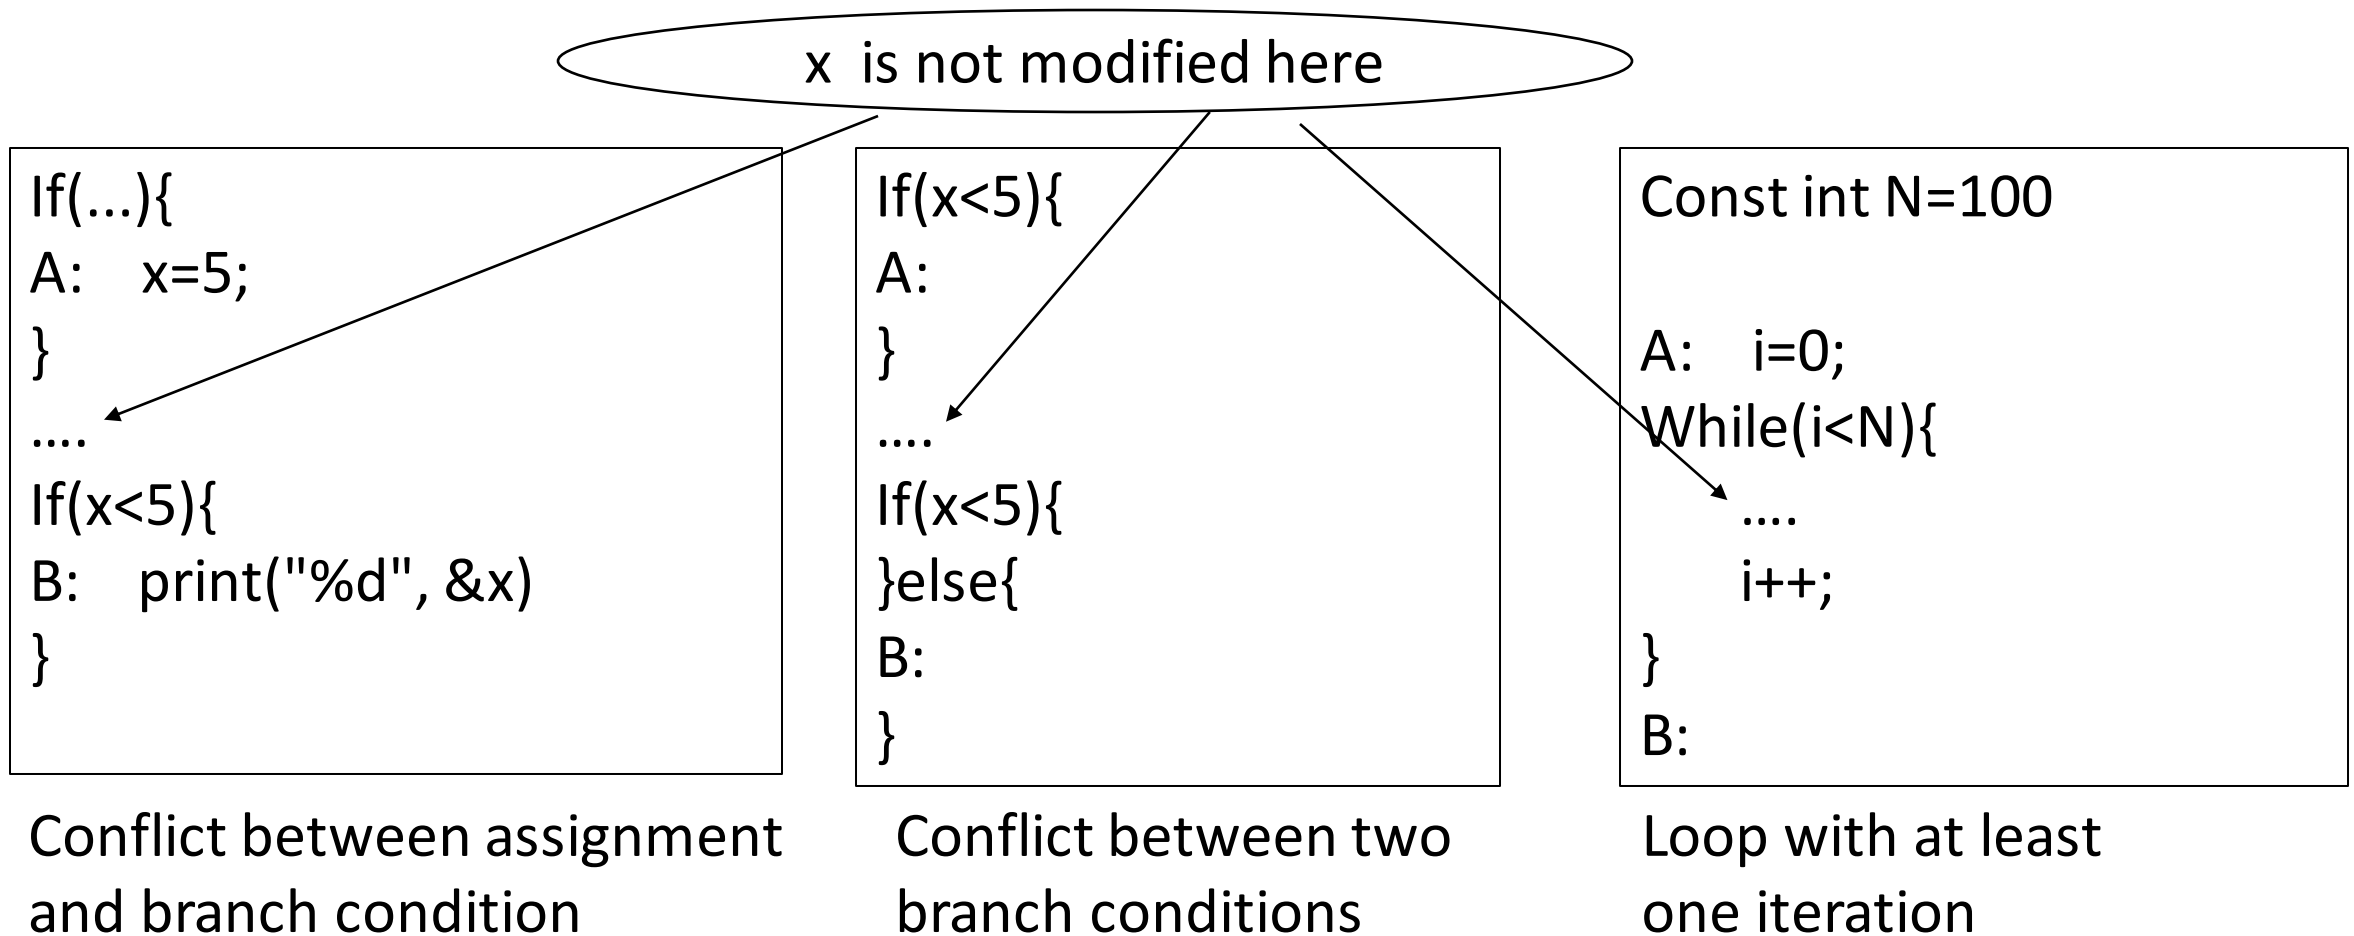 x is not modified here
If(...){
A: x=5;
}
....
If(x<5){
B: print("%d", &x)
}
Conflict between assignment
and branch condition
If(x<5){
A:
}
....
If(x<5){
}else{
B:
}
Conflict between two
branch conditions
Const int N=100
A: i=0;
While(i<N){
....
i++;
}
B:
Loop with at least
one iteration